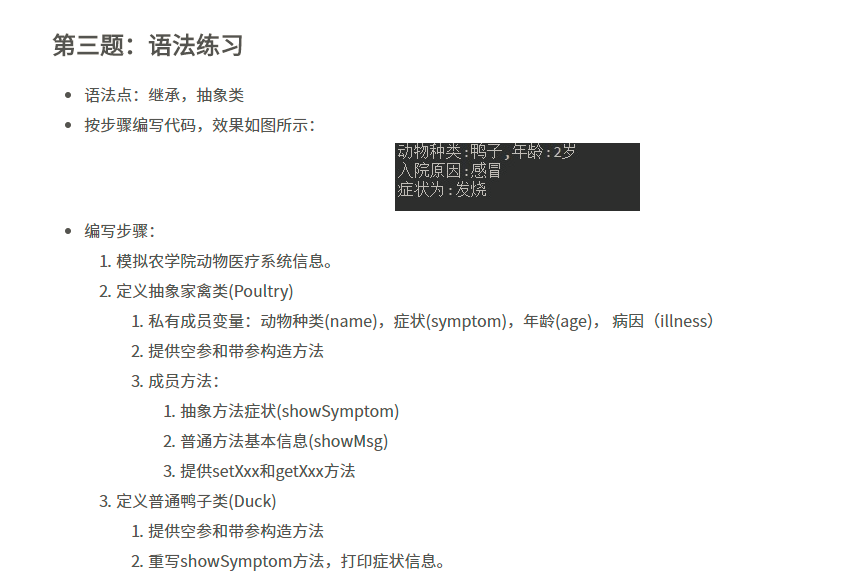 第三题：语法练习
语法点：继承，抽象类
按步骤编写代码，效果如图所示：
动物种类:鸭子,年龄:2岁
入院原因:感冒
症状为:发烧
编写步骤：
1. 模拟农学院动物医疗系统信息。
2. 定义抽象家禽类(Poultry)
1. 私有成员变量：动物种类(name)，症状(symptom)，年龄(age)， 病因（illness）
2. 提供空参和带参构造方法
3. 成员方法：
1. 抽象方法症状(showSymptom)
2. 普通方法基本信息(showMsg)
3. 提供setXxx和getXxx方法
3. 定义普通鸭子类(Duck)
1. 提供空参和带参构造方法
2. 重写showSymptom方法，打印症状信息。